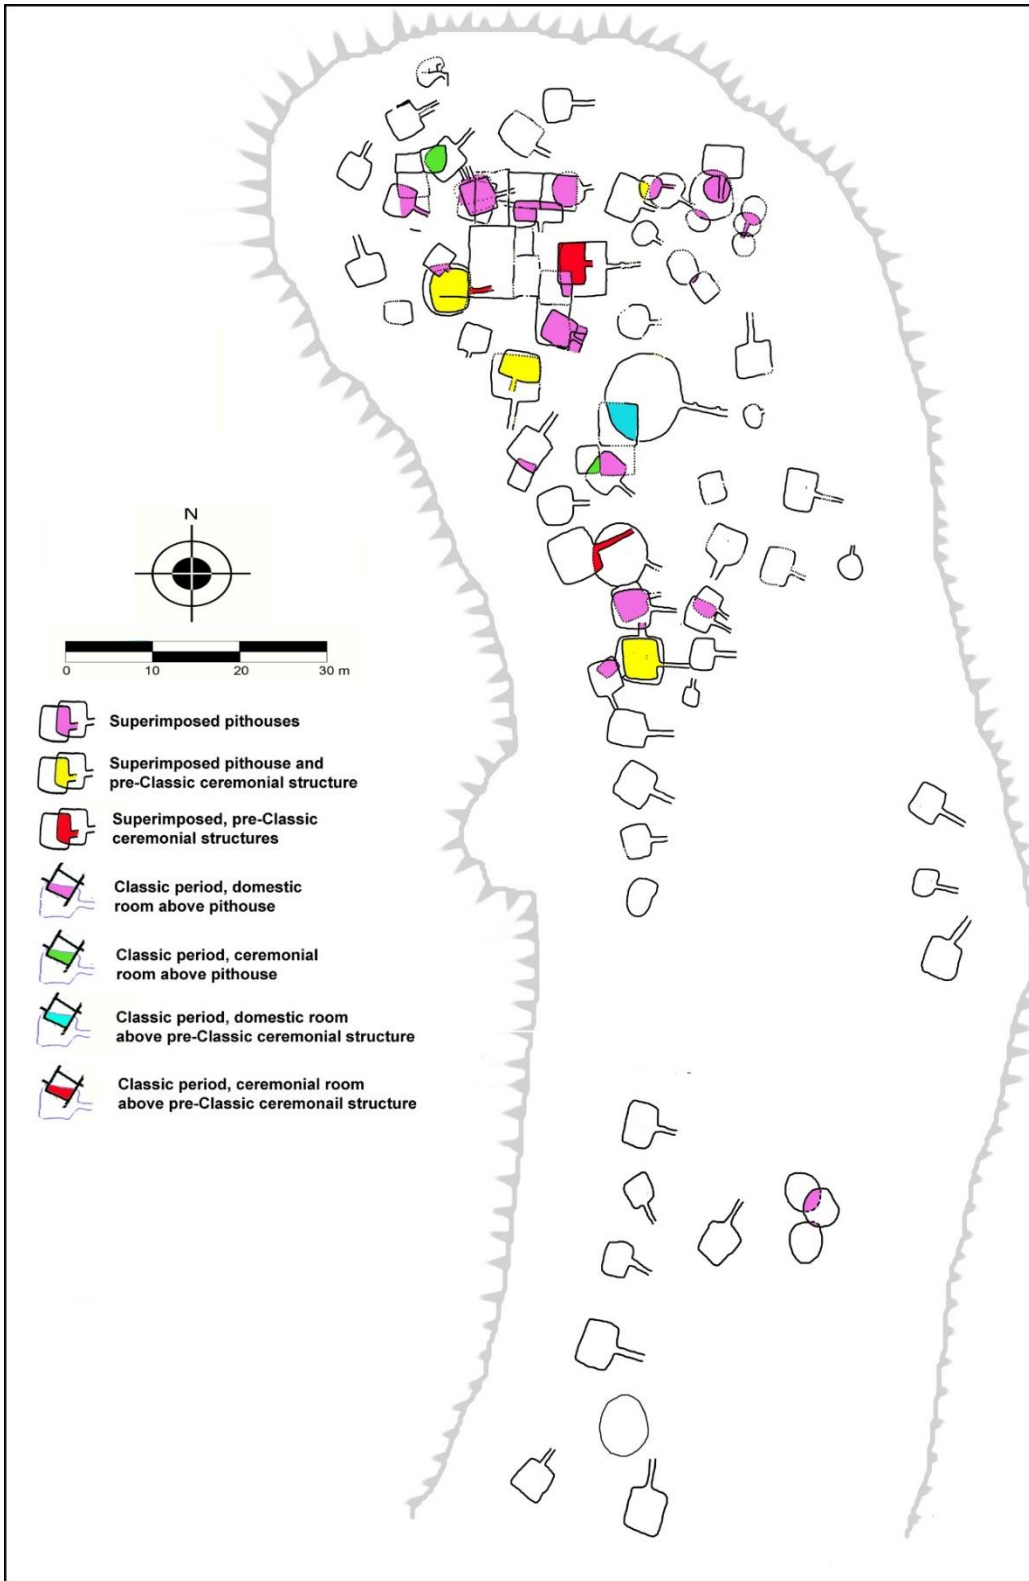 N
0 10 20 30 m
Superimposed pithouses
Superimposed pithouse and
pre-Classic ceremonial structure
Superimposed, pre-Classic
ceremonial structures
Classic period, domestic
room above pithouse
Classic period, ceremonial
room above pithouse
Classic period, domestic room
above pre-Classic ceremonial structure
Classic period, ceremonial room
above pre-Classic ceremonail structure